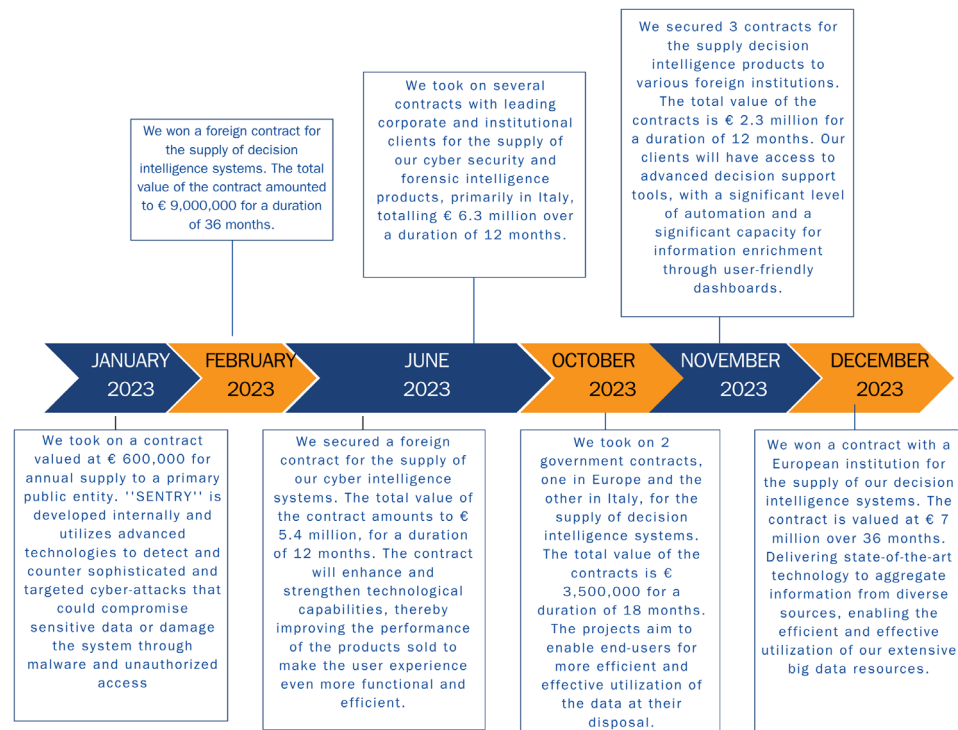 We secured 3 contracts for
the supply decision
intelligence products to
various foreign institutions.
The total value of the
contracts is € 2.3 million for
a duration of 12 months. Our
clients will have access to
advanced decision support
tools, with a significant level
of automation and a
significant capacity for
information enrichment
through user-friendly
dashboards.
We took on several
contracts with leading
corporate and institutional
clients for the supply of
our cyber security and
forensic intelligence
products, primarily in Italy,
totalling € 6.3 million over
a duration of 12 months.
We won a foreign contract for
the supply of decision
intelligence systems. The total
value of the contract amounted
to € 9,000,000 for a duration
of 36 months.
JANUARY
2023
FEBRUARY
2023
JUNE
2023
OCTOBER
2023
NOVEMBER
2023
DECEMBER
2023
We took on a contract
valued at € 600,000 for
annual supply to a primary
public entity. ''SENTRY'' is
developed internally and
utilizes advanced
technologies to detect and
counter sophisticated and
targeted cyber-attacks that
could compromise
sensitive data or damage
the system through
malware and unauthorized
access
We secured a foreign
contract for the supply of
our cyber intelligence
systems. The total value of
the contract amounts to €
5.4 million, for a duration
of 12 months. The contract
will enhance and
strengthen technological
capabilities, thereby
improving the performance
of the products sold to
make the user experience
even more functional and
efficient.
We took on 2
government contracts,
one in Europe and the
other in Italy, for the
supply of decision
intelligence systems.
The total value of the
contracts is €
3,500,000 for a
duration of 18 months.
The projects aim to
enable end-users for
more efficient and
effective utilization of
the data at their
disposal.
We won a contract with a
European institution for
the supply of our decision
intelligence systems. The
contract is valued at € 7
million over 36 months.
Delivering state-of-the-art
technology to aggregate
information from diverse
sources, enabling the
efficient and effective
utilization of our extensive
big data resources.